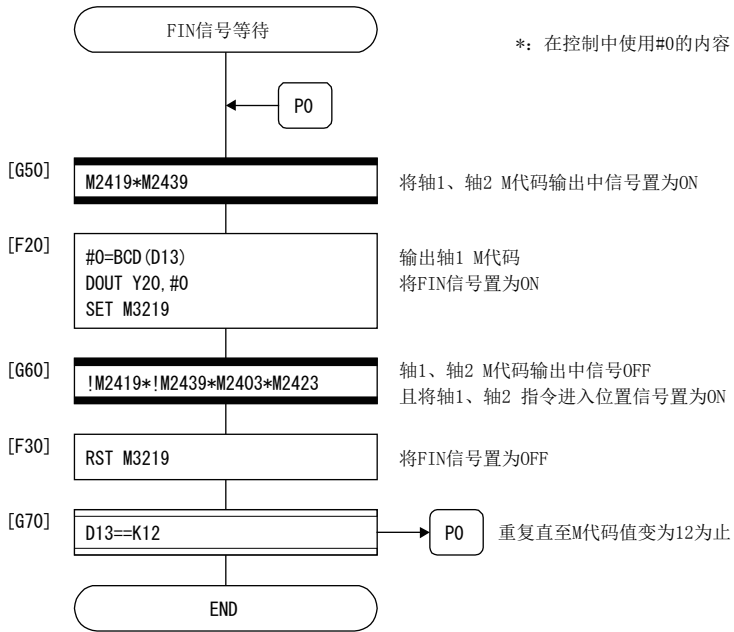 FIN信号等待
*: 在控制中使用#0的内容
P0
[G50]
M2419*M2439
将轴1、轴2 M代码输出中信号置为ON
[F20]
#0=BCD(D13)
DOUT Y20,#0
SET M3219
输出轴1 M代码
将FIN信号置为ON
[G60]
!M2419*!M2439*M2403*M2423
轴1、轴2 M代码输出中信号OFF
且将轴1、轴2 指令进入位置信号置为ON
[F30]
RST M3219
将FIN信号置为OFF
[G70]
D13==K12
P0
重复直至M代码值变为12为止
END